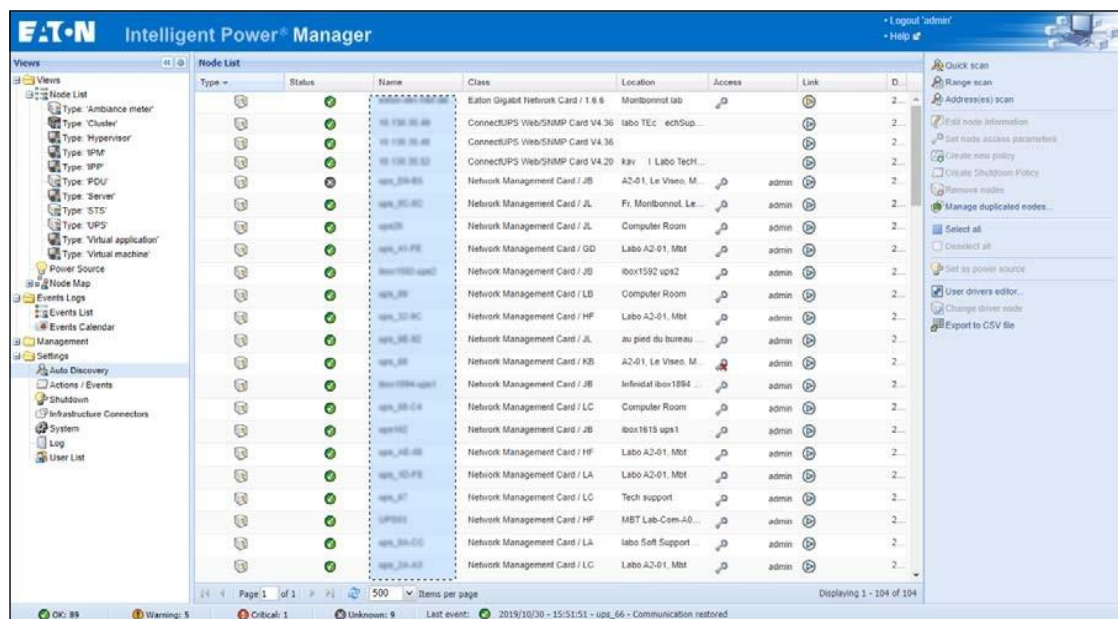 EATON Intelligent Power® Manager
• Logout 'admin'
• Help
Views
Node List
Views
Node List
Type: 'Ambiance meter'
Type: 'Cluster'
Type: 'Hypervisor'
Type: 'IPM'
Type: 'IPP'
Type: 'PDU'
Type: 'Server'
Type: 'STS'
Type: 'UPS'
Type: 'Virtual application'
Type: 'Virtual machine'
Power Source
Node Map
Events Logs
Events List
Events Calendar
Management
Settings
Auto Discovery
Actions / Events
Shutdown
Infrastructure Connectors
System
Log
User List
Type Status Name Class Location Access Link D...
Eaton Gigabit Network Card / 1.6.6 Montbonnot lab 2...
ConnectUPS Web/SNMP Card V4.36 labo TEc echSup... 2...
ConnectUPS Web/SNMP Card V4.36 2...
ConnectUPS Web/SNMP Card V4.20 kav l Labo TecH... 2...
Network Management Card / JB A2-01, Le Viseo, M... admin 2...
Network Management Card / JL Fr, Montbonnot, Le... admin 2...
Network Management Card / JL Computer Room admin 2...
Network Management Card / GD Labo A2-01, Mbt admin 2...
Network Management Card / JB ibox1592 ups2 admin 2...
Network Management Card / LB Computer Room admin 2...
Network Management Card / HF Labo A2-01, Mbt admin 2...
Network Management Card / JL au pied du bureau ... admin 2...
Network Management Card / KB A2-01, Le Viseo, M... admin 2...
Network Management Card / JB Infinidat ibox1894 ... admin 2...
Network Management Card / LC Computer Room admin 2...
Network Management Card / JB ibox1615 ups1 admin 2...
Network Management Card / HF Labo A2-01, Mbt admin 2...
Network Management Card / LA Labo A2-01, Mbt admin 2...
Network Management Card / LC Tech support admin 2...
Network Management Card / HF MBT Lab-Com-A0... admin 2...
Network Management Card / LA labo Soft Support ... admin 2...
Network Management Card / LC Labo A2-01, Mbt admin 2...
Page 1 of 1 500 Items per page Displaying 1 - 104 of 104
Quick scan
Range scan
Address(es) scan
Edit node information
Set node access parameters
Create new policy
Create Shutdown Policy
Remove nodes
Manage duplicated nodes...
Select all
Deselect all
Set as power source
User drivers editor...
Change driver node
Export to CSV file
OK: 89 Warning: 5 Critical: 1 Unknown: 9 Last event: 2019/10/30 - 15:51:51 - ups_66 - Communication restored